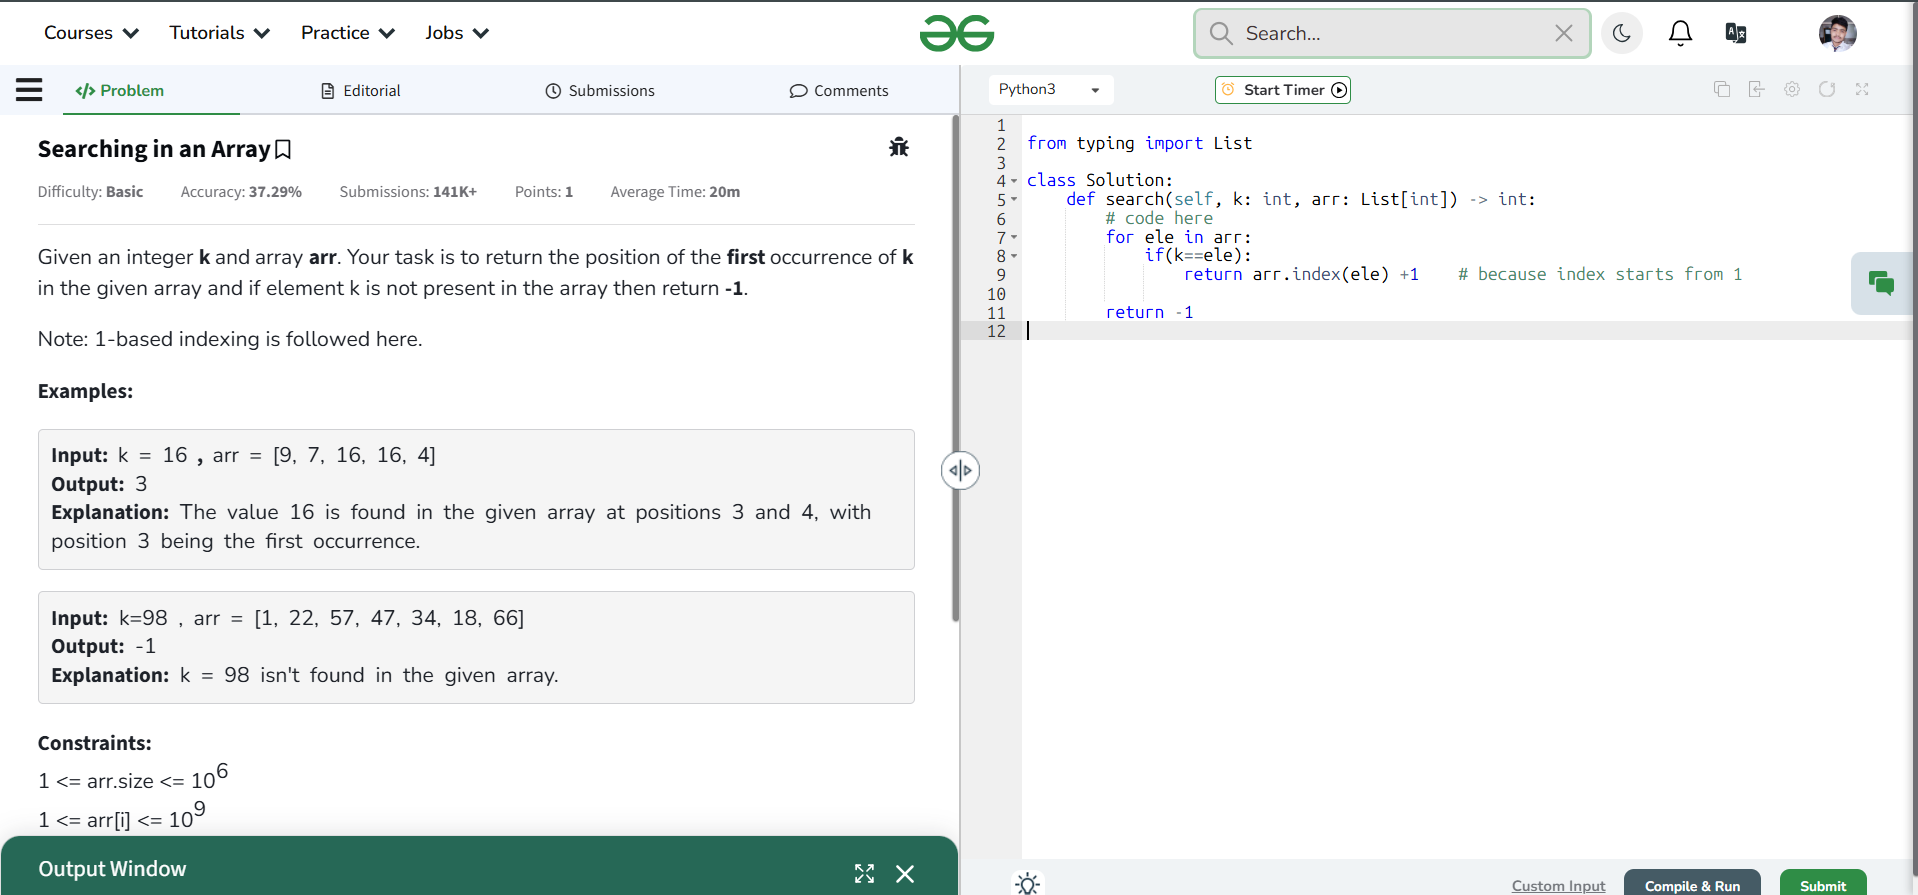 Courses Tutorials Practice Jobs Search...
Problem Editorial Submissions Comments Python3 Start Timer
Searching in an Array
Difficulty: Basic Accuracy: 37.29% Submissions: 141K+ Points: 1 Average Time: 20m
Given an integer k and array arr. Your task is to return the position of the first occurrence of k
in the given array and if element k is not present in the array then return -1.
Note: 1-based indexing is followed here.
Examples:
Input: k = 16 , arr = [9, 7, 16, 16, 4]
Output: 3
Explanation: The value 16 is found in the given array at positions 3 and 4, with
position 3 being the first occurrence.
Input: k=98 , arr = [1, 22, 57, 47, 34, 18, 66]
Output: -1
Explanation: k = 98 isn't found in the given array.
Constraints:
1 <= arr.size <= 10^6
1 <= arr[i] <= 10^9
Output Window
1
2 from typing import List
3
4 class Solution:
5 def search(self, k: int, arr: List[int]) -> int:
6 # code here
7 for ele in arr:
8 if(k==ele):
9 return arr.index(ele) +1 # because index starts from 1
10
11 return -1
12
Custom Input Compile & Run Submit